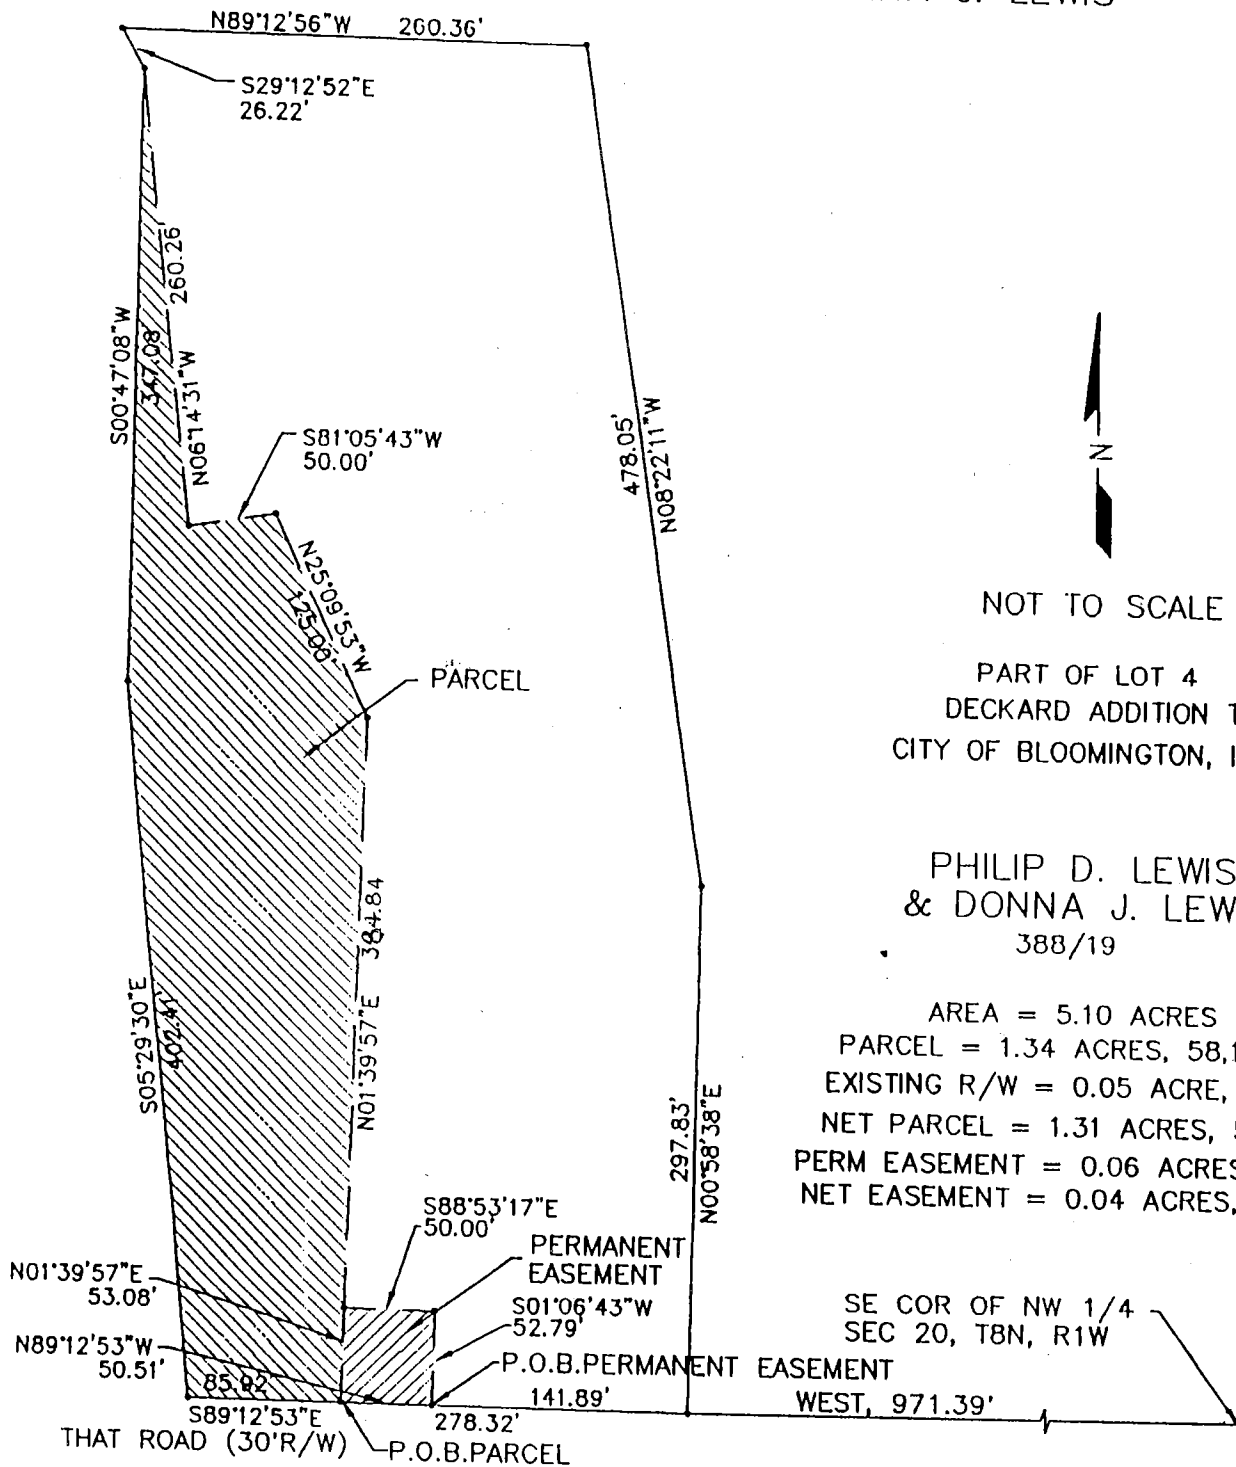 J. LEWIS
N89°12'56"W 260.36'
S29°12'52"E
26.22'
S00°47'08"W
347.08
N06°14'31"W
260.26'
S81°05'43"W
50.00'
N25°09'53"W
125.00'
478.05'
N08°22'11"W
N
NOT TO SCALE
PARCEL
PART OF LOT 4
DECKARD ADDITION T
CITY OF BLOOMINGTON, I
PHILIP D. LEWIS
& DONNA J. LEW
388/19
S05°29'30"E
402.41'
N01°39'57"E
AREA = 5.10 ACRES
PARCEL = 1.34 ACRES, 58,1
EXISTING R/W = 0.05 ACRE,
NET PARCEL = 1.31 ACRES,
PERM EASEMENT = 0.06 ACRES
NET EASEMENT = 0.04 ACRES,
297.83'
N00°58'38"E
S88°53'17"E
50.00'
PERMANENT
EASEMENT
N01°39'57"E
53.08'
S01°06'43"W
52.79'
SE COR OF NW 1/4
SEC 20, T8N, R1W
N89°12'53"W
50.51'
P.O.B.PERMANENT EASEMENT
85.92
141.89'
WEST, 971.39'
S89°12'53"E
278.32'
THAT ROAD (30'R/W)
P.O.B.PARCEL